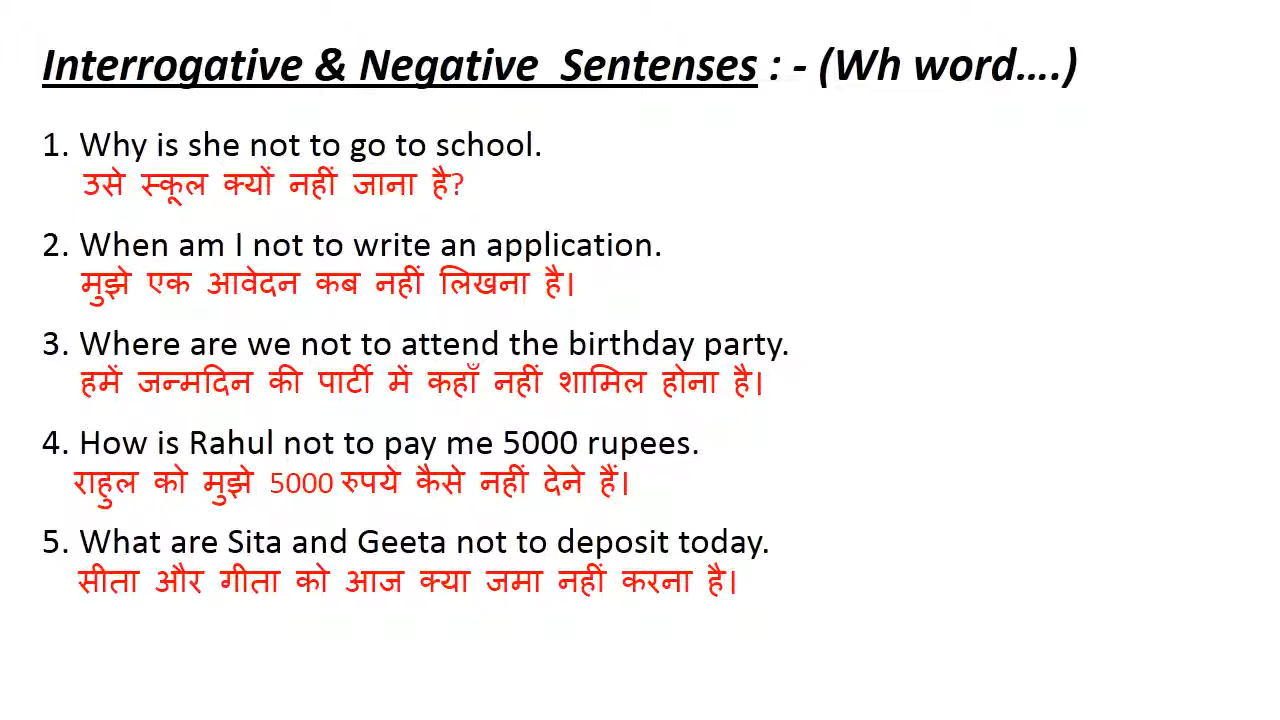 Interrogative & Negative Sentenses : - (Wh word….)
1. Why is she not to go to school.
उसे स्कूल क्यों नहीं जाना है?
2. When am I not to write an application.
मुझे एक आवेदन कब नहीं लिखना है।
3. Where are we not to attend the birthday party.
हमें जन्मदिन की पार्टी में कहाँ नहीं शामिल होना है।
4. How is Rahul not to pay me 5000 rupees.
राहुल को मुझे 5000 रुपये कैसे नहीं देने हैं।
5. What are Sita and Geeta not to deposit today.
सीता और गीता को आज क्या जमा नहीं करना है।